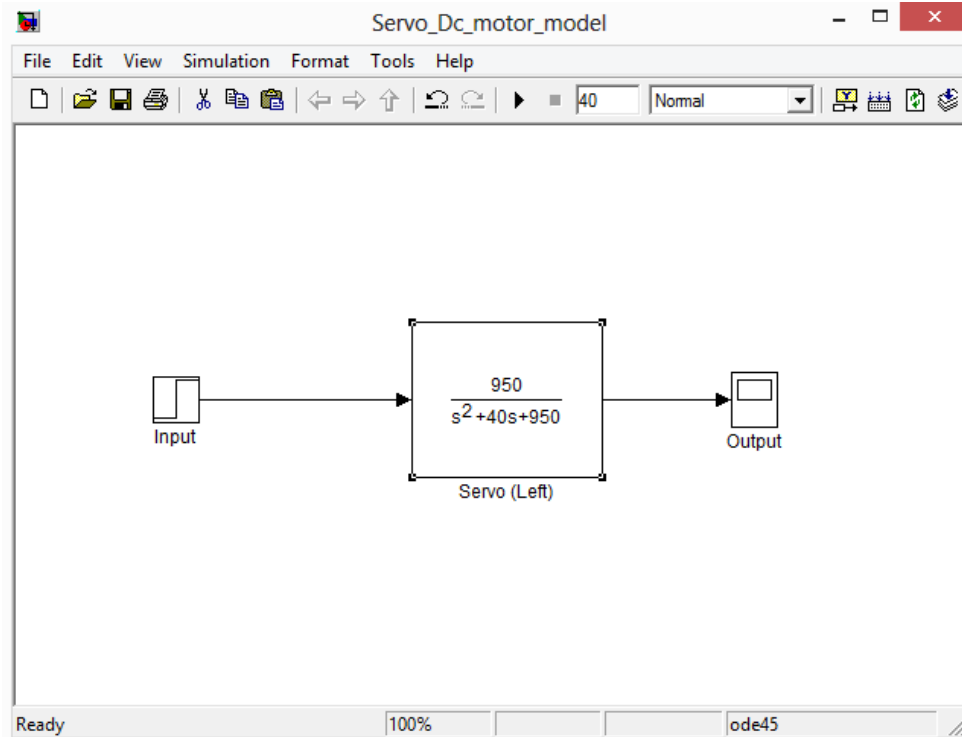 Servo_Dc_motor_model
File Edit View Simulation Format Tools Help
40 Normal
950
s2+40s+950
Input
Servo (Left)
Output
Ready 100% ode45